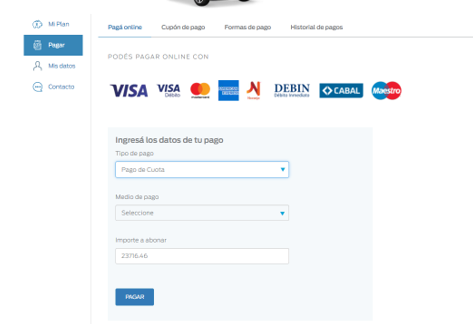 Mi Plan
Pagar
Mis datos
Contacto
Pagá online Cupón de pago Formas de pago Historial de pagos
PODÉS PAGAR ONLINE CON
VISA VISA Débito mastercard AMERICAN EXPRESS N Naranja DEBIN Débito Inmediato CABAL Maestro
Ingresá los datos de tu pago
Tipo de pago
Pago de Cuota
Medio de pago
Seleccione
Importe a abonar
23716.46
PAGAR